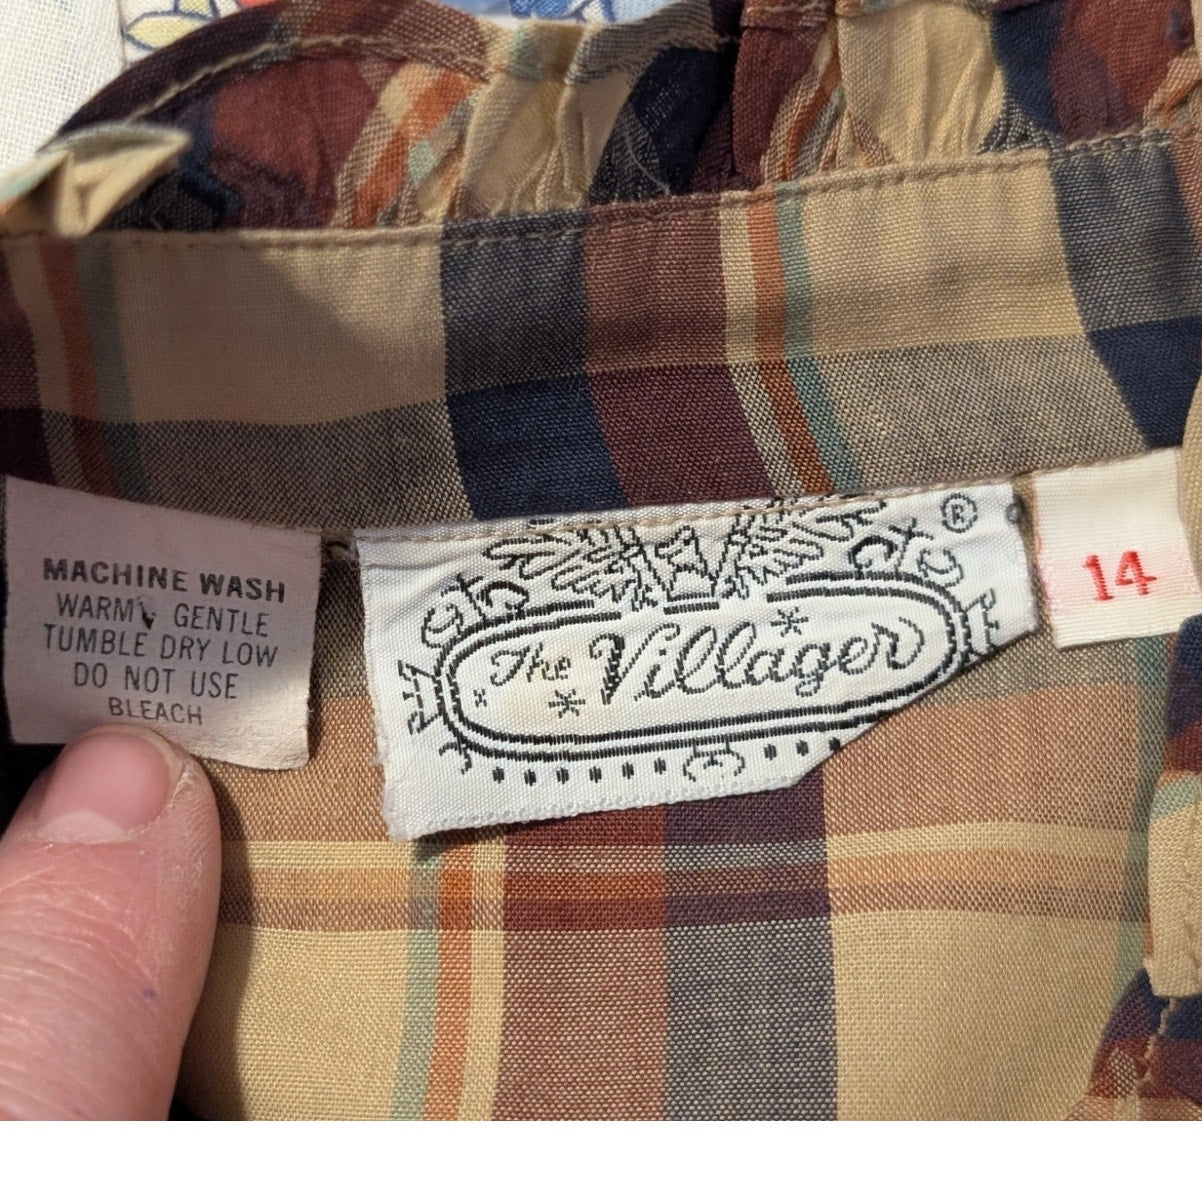 MACHINE WASH
WARM, GENTLE
TUMBLE DRY LOW
DO NOT USE
BLEACH
The Villager
®
14